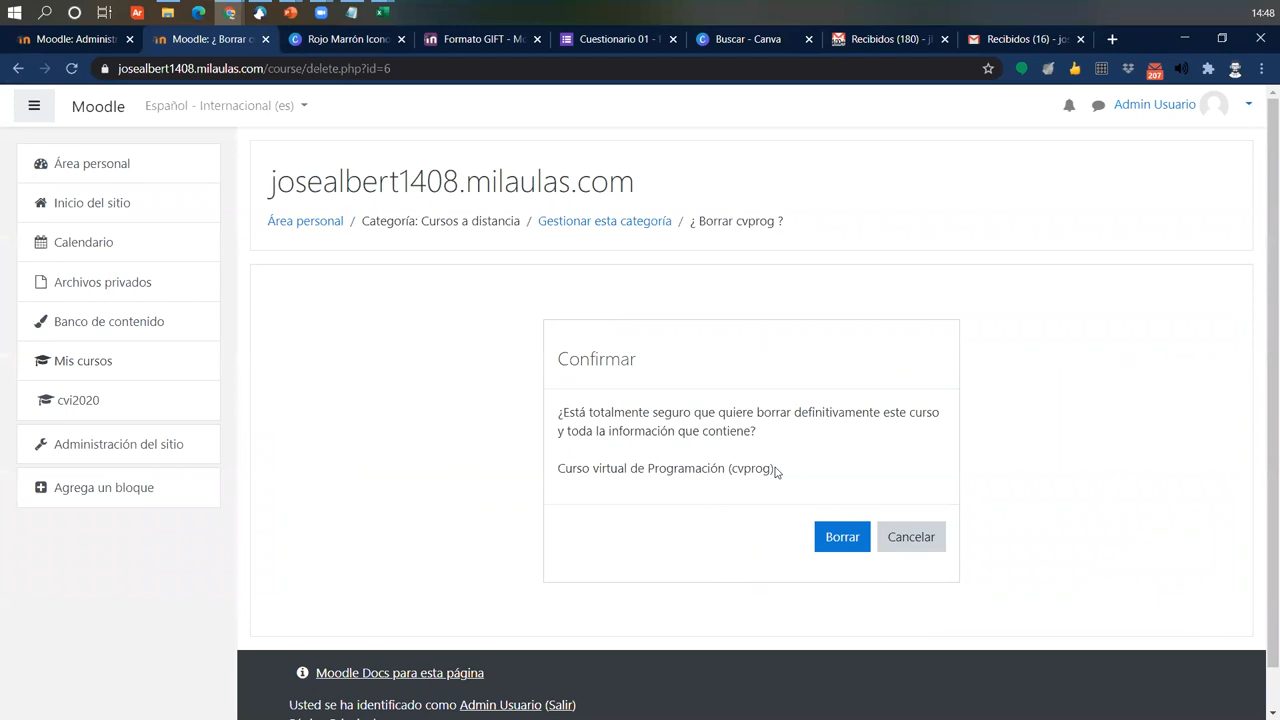 14:48
Moodle: Administr
Moodle: ¿ Borrar c
Rojo Marrón Icono
Formato GIFT - Mo
Cuestionario 01 -
Buscar - Canva
Recibidos (180) - j
Recibidos (16) - jos
josealbert1408.milaulas.com/course/delete.php?id=6
207
Moodle
Español - Internacional (es)
Admin Usuario
Área personal
Inicio del sitio
Calendario
Archivos privados
Banco de contenido
Mis cursos
cvi2020
Administración del sitio
Agrega un bloque
josealbert1408.milaulas.com
Área personal / Categoría: Cursos a distancia / Gestionar esta categoría / ¿ Borrar cvprog ?
Confirmar
¿Está totalmente seguro que quiere borrar definitivamente este curso
y toda la información que contiene?
Curso virtual de Programación (cvprog)
Borrar
Cancelar
Moodle Docs para esta página
Usted se ha identificado como Admin Usuario (Salir)